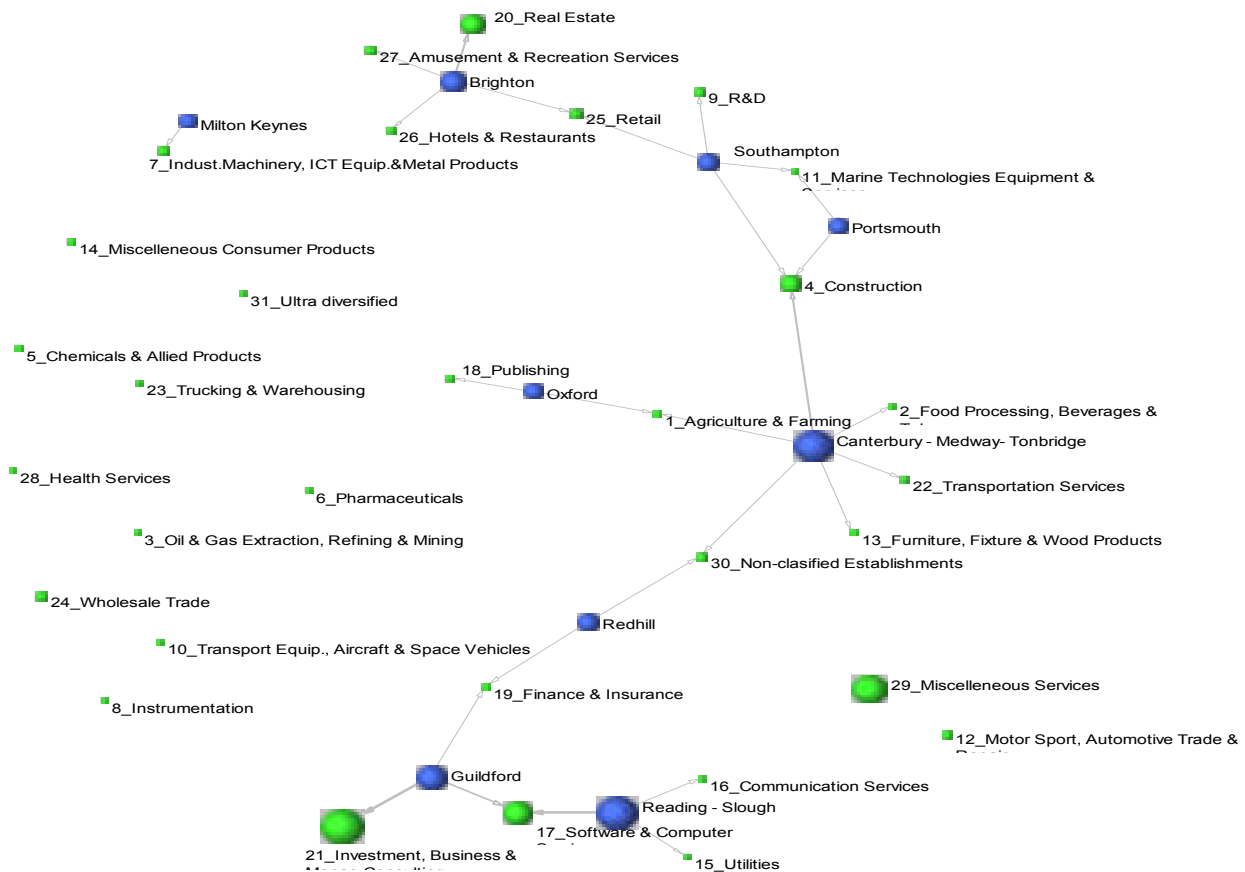 20_Real Estate
27_Amusement & Recreation Services
Brighton
9_R&D
25_Retail
Milton Keynes
26_Hotels & Restaurants
7_Indust.Machinery, ICT Equip.&Metal Products
Southampton
11_Marine Technologies Equipment &
Portsmouth
14_Miscelleneous Consumer Products
4_Construction
31_Ultra diversified
5_Chemicals & Allied Products
18_Publishing
23_Trucking & Warehousing
Oxford
2_Food Processing, Beverages &
1_Agriculture & Farming
Canterbury - Medway- Tonbridge
28_Health Services
22_Transportation Services
6_Pharmaceuticals
3_Oil & Gas Extraction, Refining & Mining
13_Furniture, Fixture & Wood Products
30_Non-clasified Establishments
24_Wholesale Trade
Redhill
10_Transport Equip., Aircraft & Space Vehicles
29_Miscelleneous Services
19_Finance & Insurance
8_Instrumentation
12_Motor Sport, Automotive Trade &
Guildford
16_Communication Services
Reading - Slough
17_Software & Computer
21_Investment, Business &
15_Utilities